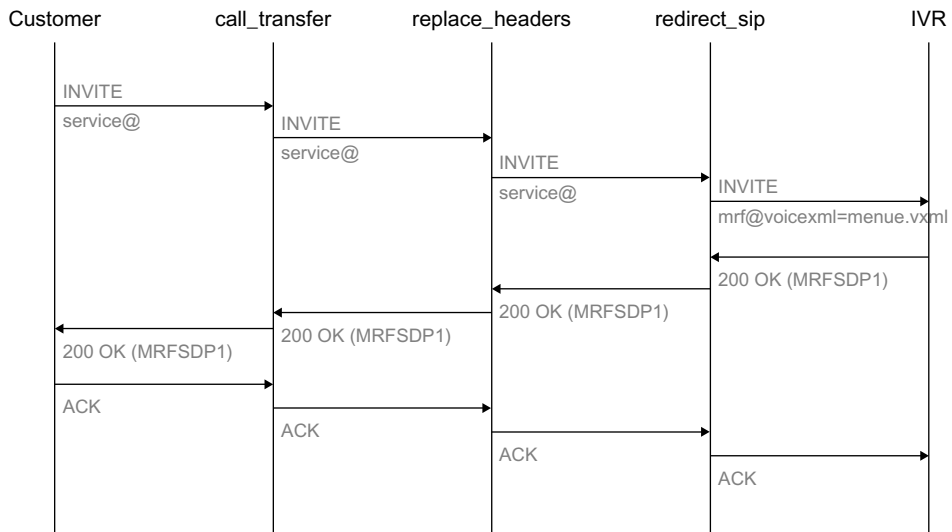 Customer call_transfer replace_headers redirect_sip IVR
INVITE
service@
INVITE
service@
INVITE
service@
INVITE
mrf@voicexml=menue.vxml
200 OK (MRFSDP1)
200 OK (MRFSDP1)
200 OK (MRFSDP1)
200 OK (MRFSDP1)
ACK
ACK
ACK
ACK